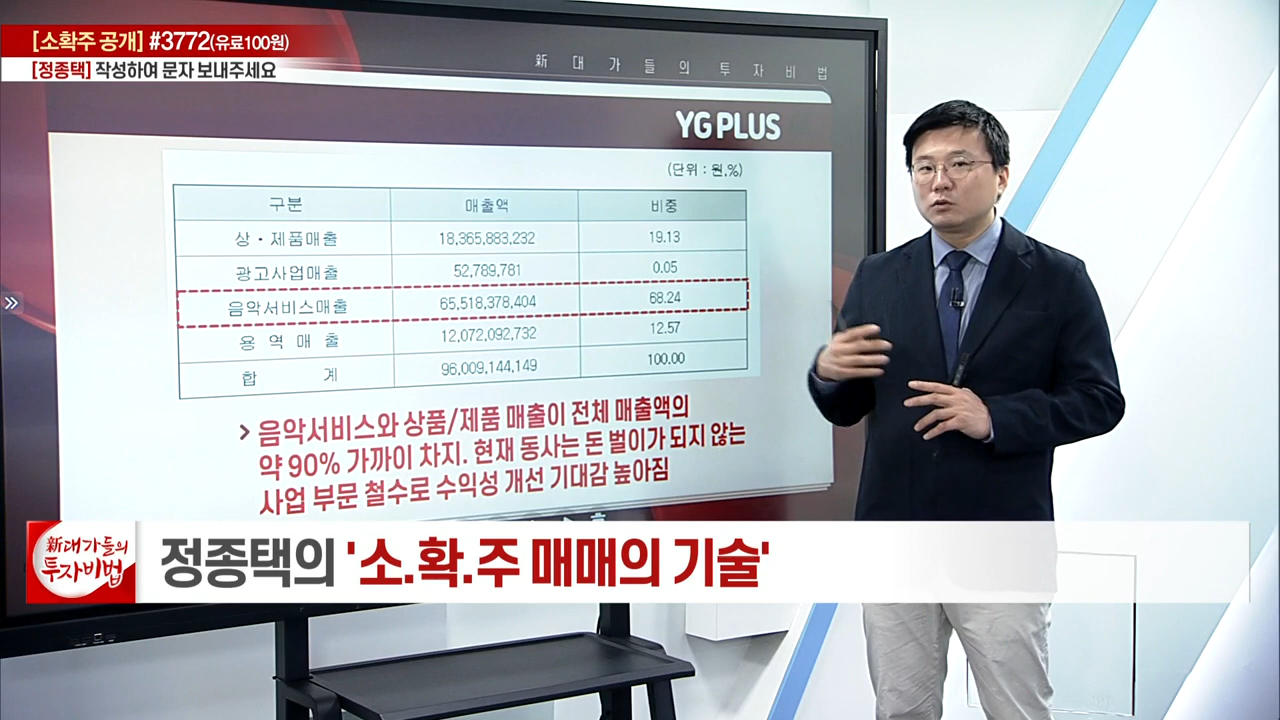 [소확주 공개] #3772(유료100원)
[정종택] 작성하여 문자 보내주세요
新 대 가 들 의 투 자 비 법
YG PLUS
(단위 : 원,%)
구분 매출액 비중
상·제품매출 18,365,883,232 19.13
광고사업매출 52,789,781 0.05
음악서비스매출 65,518,378,404 68.24
용 역 매 출 12,072,092,732 12.57
합 계 96,009,144,149 100.00
음악서비스와 상품/제품 매출이 전체 매출액의
약 90% 가까이 차지. 현재 동사는 돈 벌이가 되지 않는
사업 부문 철수로 수익성 개선 기대감 높아짐
新대가들의
투자비법
정종택의 '소.확.주 매매의 기술'